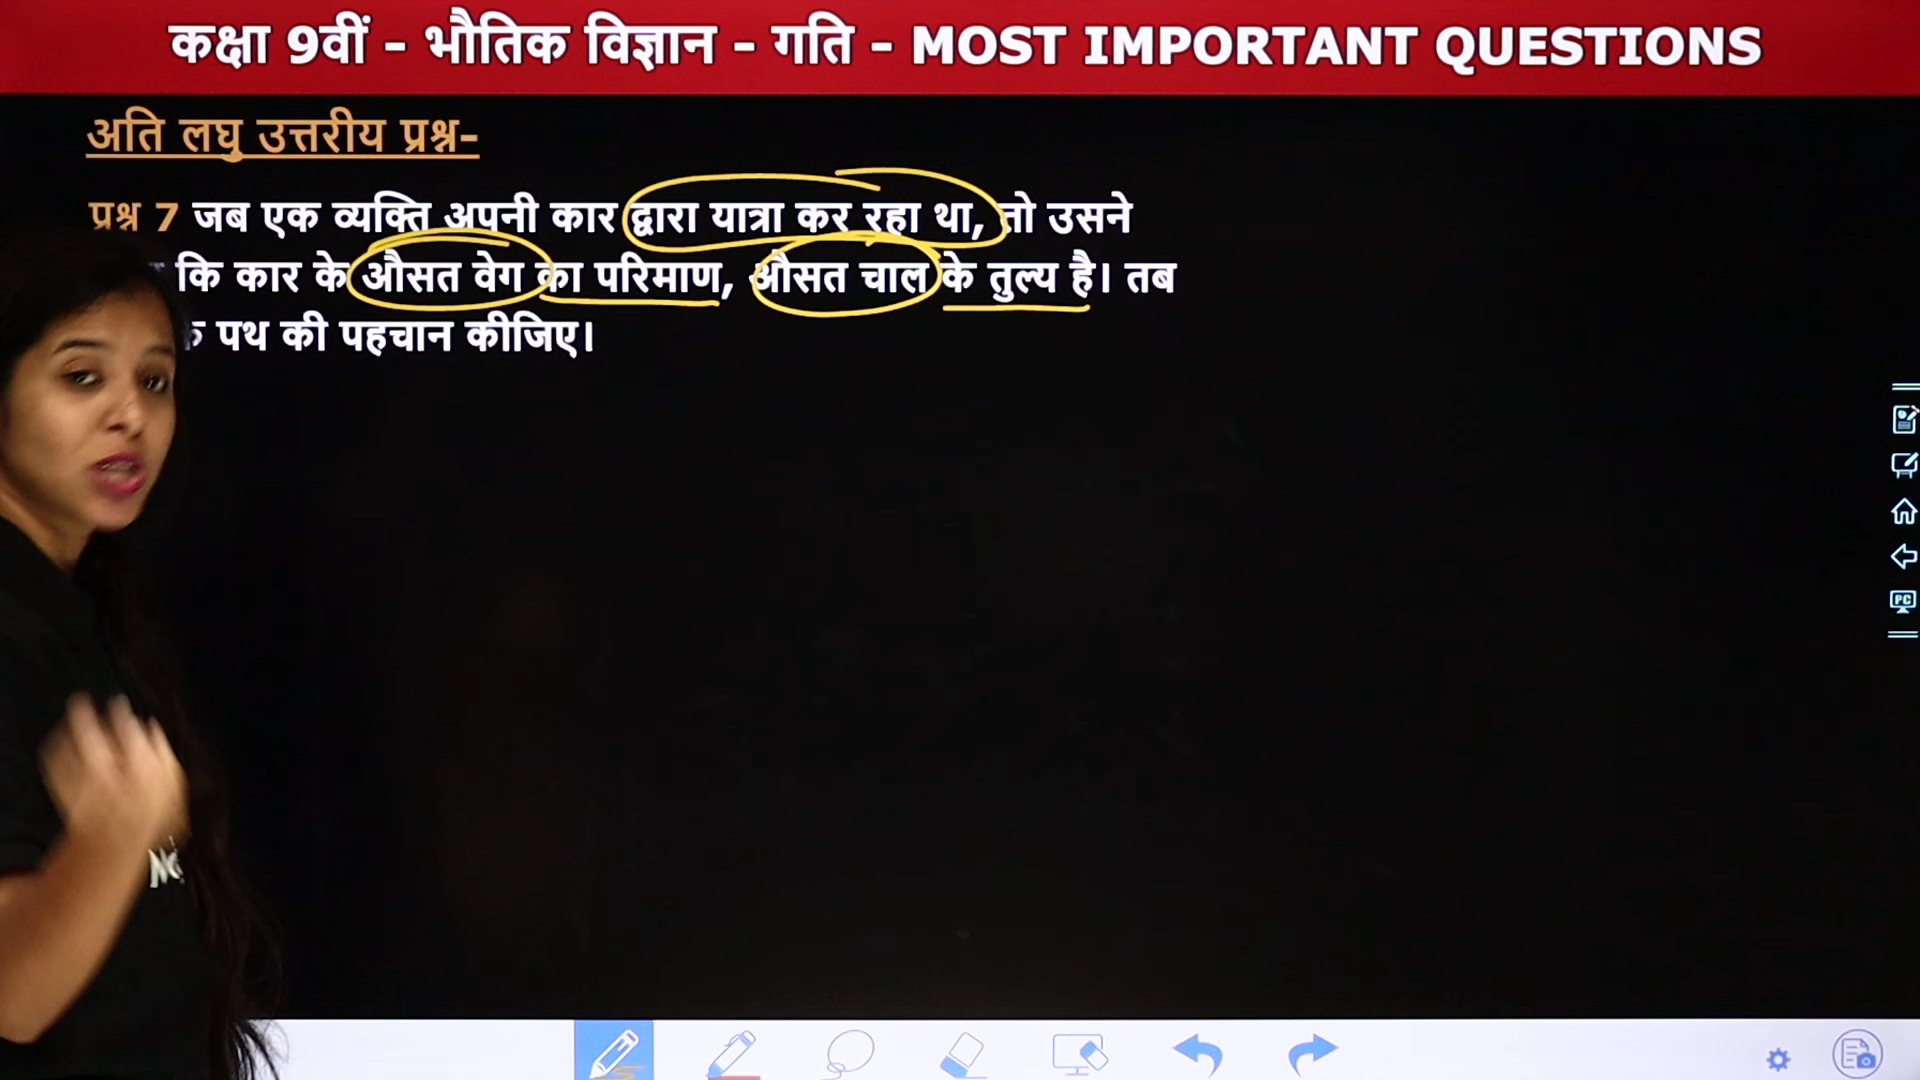 कक्षा 9वीं - भौतिक विज्ञान - गति - MOST IMPORTANT QUESTIONS
अति लघु उत्तरीय प्रश्न-
प्रश्न 7 जब एक व्यक्ति अपनी कार द्वारा यात्रा कर रहा था, तो उसने
कि कार के औसत वेग का परिमाण, औसत चाल के तुल्य है। तब
पथ की पहचान कीजिए।
PC